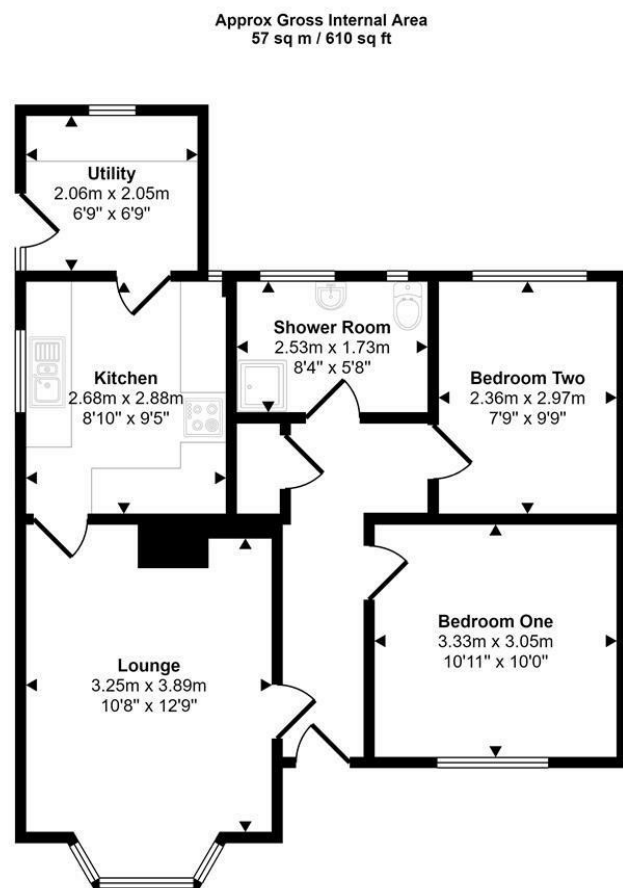 Approx Gross Internal Area
57 sq m / 610 sq ft
Utility
2.06m x 2.05m
6'9" x 6'9"
Shower Room
2.53m x 1.73m
8'4" x 5'8"
Kitchen
2.68m x 2.88m
8'10" x 9'5"
Bedroom Two
2.36m x 2.97m
7'9" x 9'9"
Bedroom One
3.33m x 3.05m
10'11" x 10'0"
Lounge
3.25m x 3.89m
10'8" x 12'9"